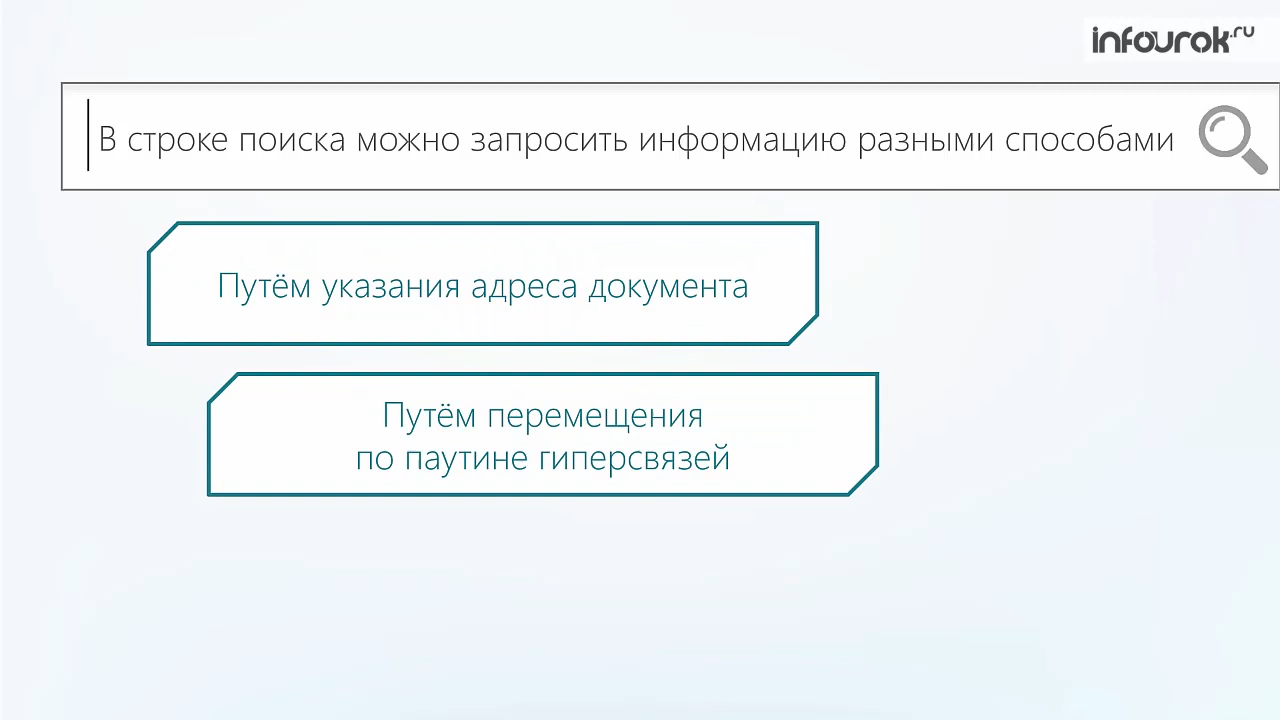 infourok.ru
В строке поиска можно запросить информацию разными способами
Путём указания адреса документа
Путём перемещения
по паутине гиперсвязей